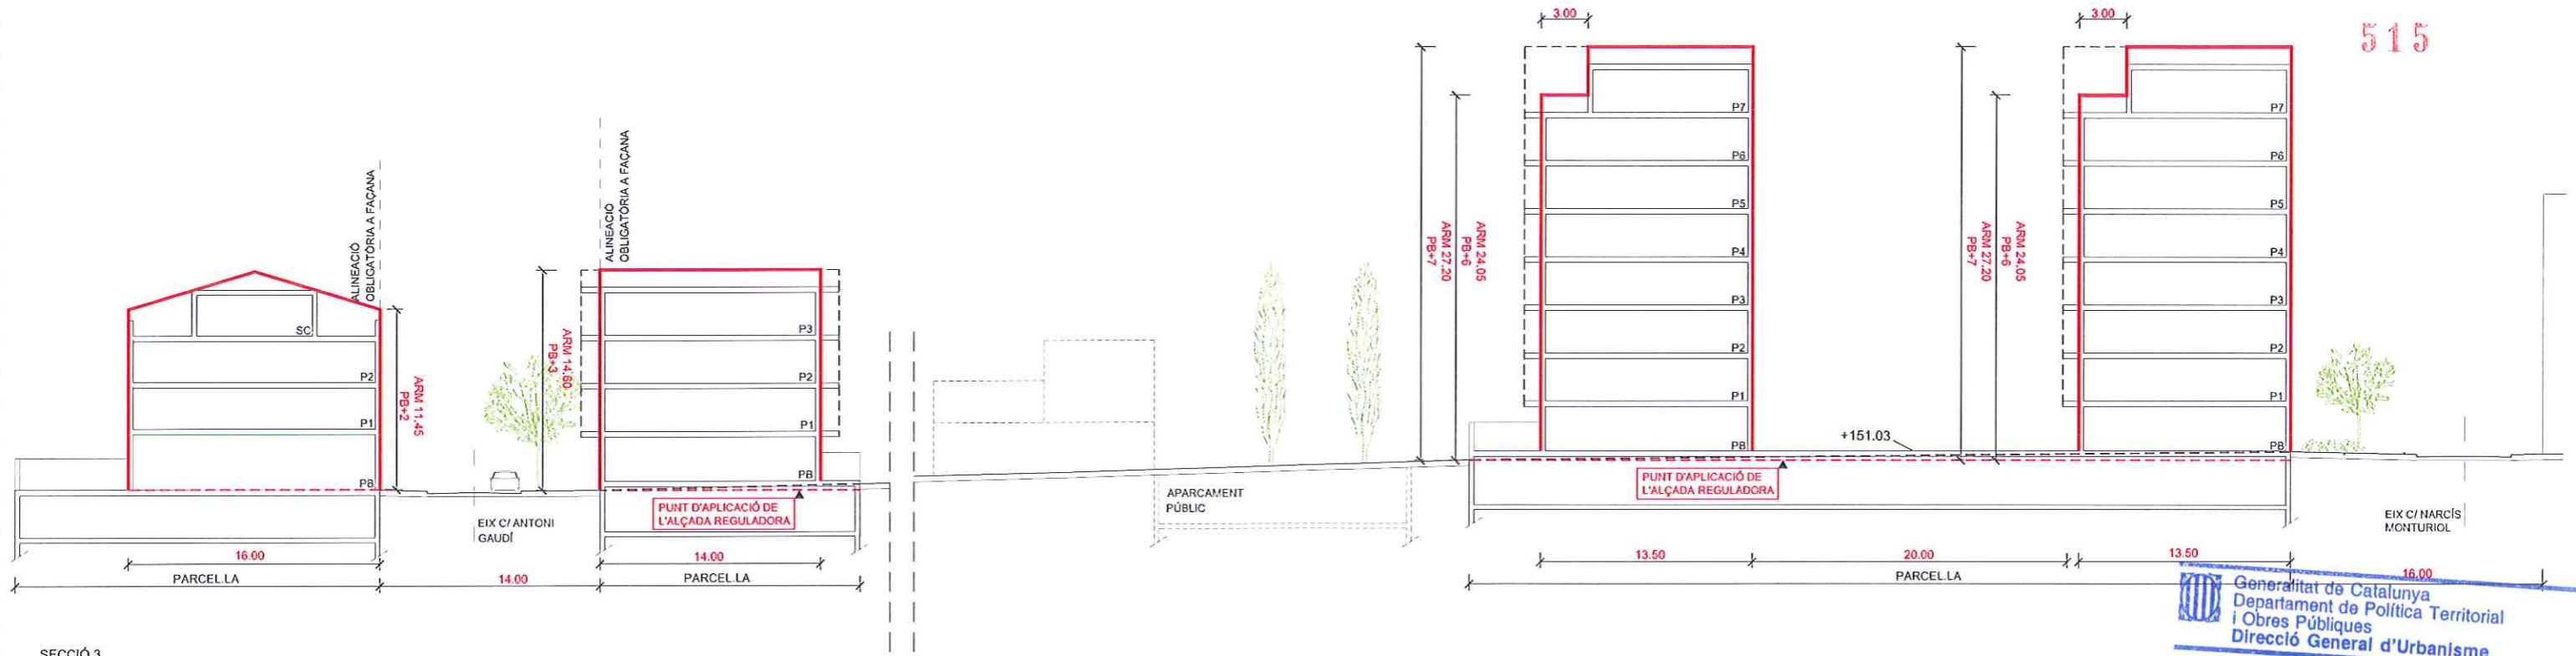 3.00
3.00
515
ALINEACIÓ
OBLIGATÒRIA A FAÇANA
ALINEACIÓ
OBLIGATÒRIA A FAÇANA
SC
P2
P1
PB
ARM 11.45
PB+2
ARM 14.60
PB+3
P3
P2
P1
PB
EIX C/ ANTONI
GAUDÍ
PUNT D'APLICACIÓ DE
L'ALÇADA REGULADORA
16.00
PARCEL.LA
14.00
14.00
PARCEL.LA
APARCAMENT
PÚBLIC
ARM 24.05
PB+6
ARM 27.20
PB+7
P7
P6
P5
P4
P3
P2
P1
PB
+151.03
PUNT D'APLICACIÓ DE
L'ALÇADA REGULADORA
ARM 24.05
PB+6
ARM 27.20
PB+7
P7
P6
P5
P4
P3
P2
P1
PB
EIX C/ NARCÍS
MONTURIOL
13.50
20.00
13.50
PARCEL.LA
16.00
Generalitat de Catalunya
Departament de Política Territorial
i Obres Públiques
Direcció General d'Urbanisme
SECCIÓ 3